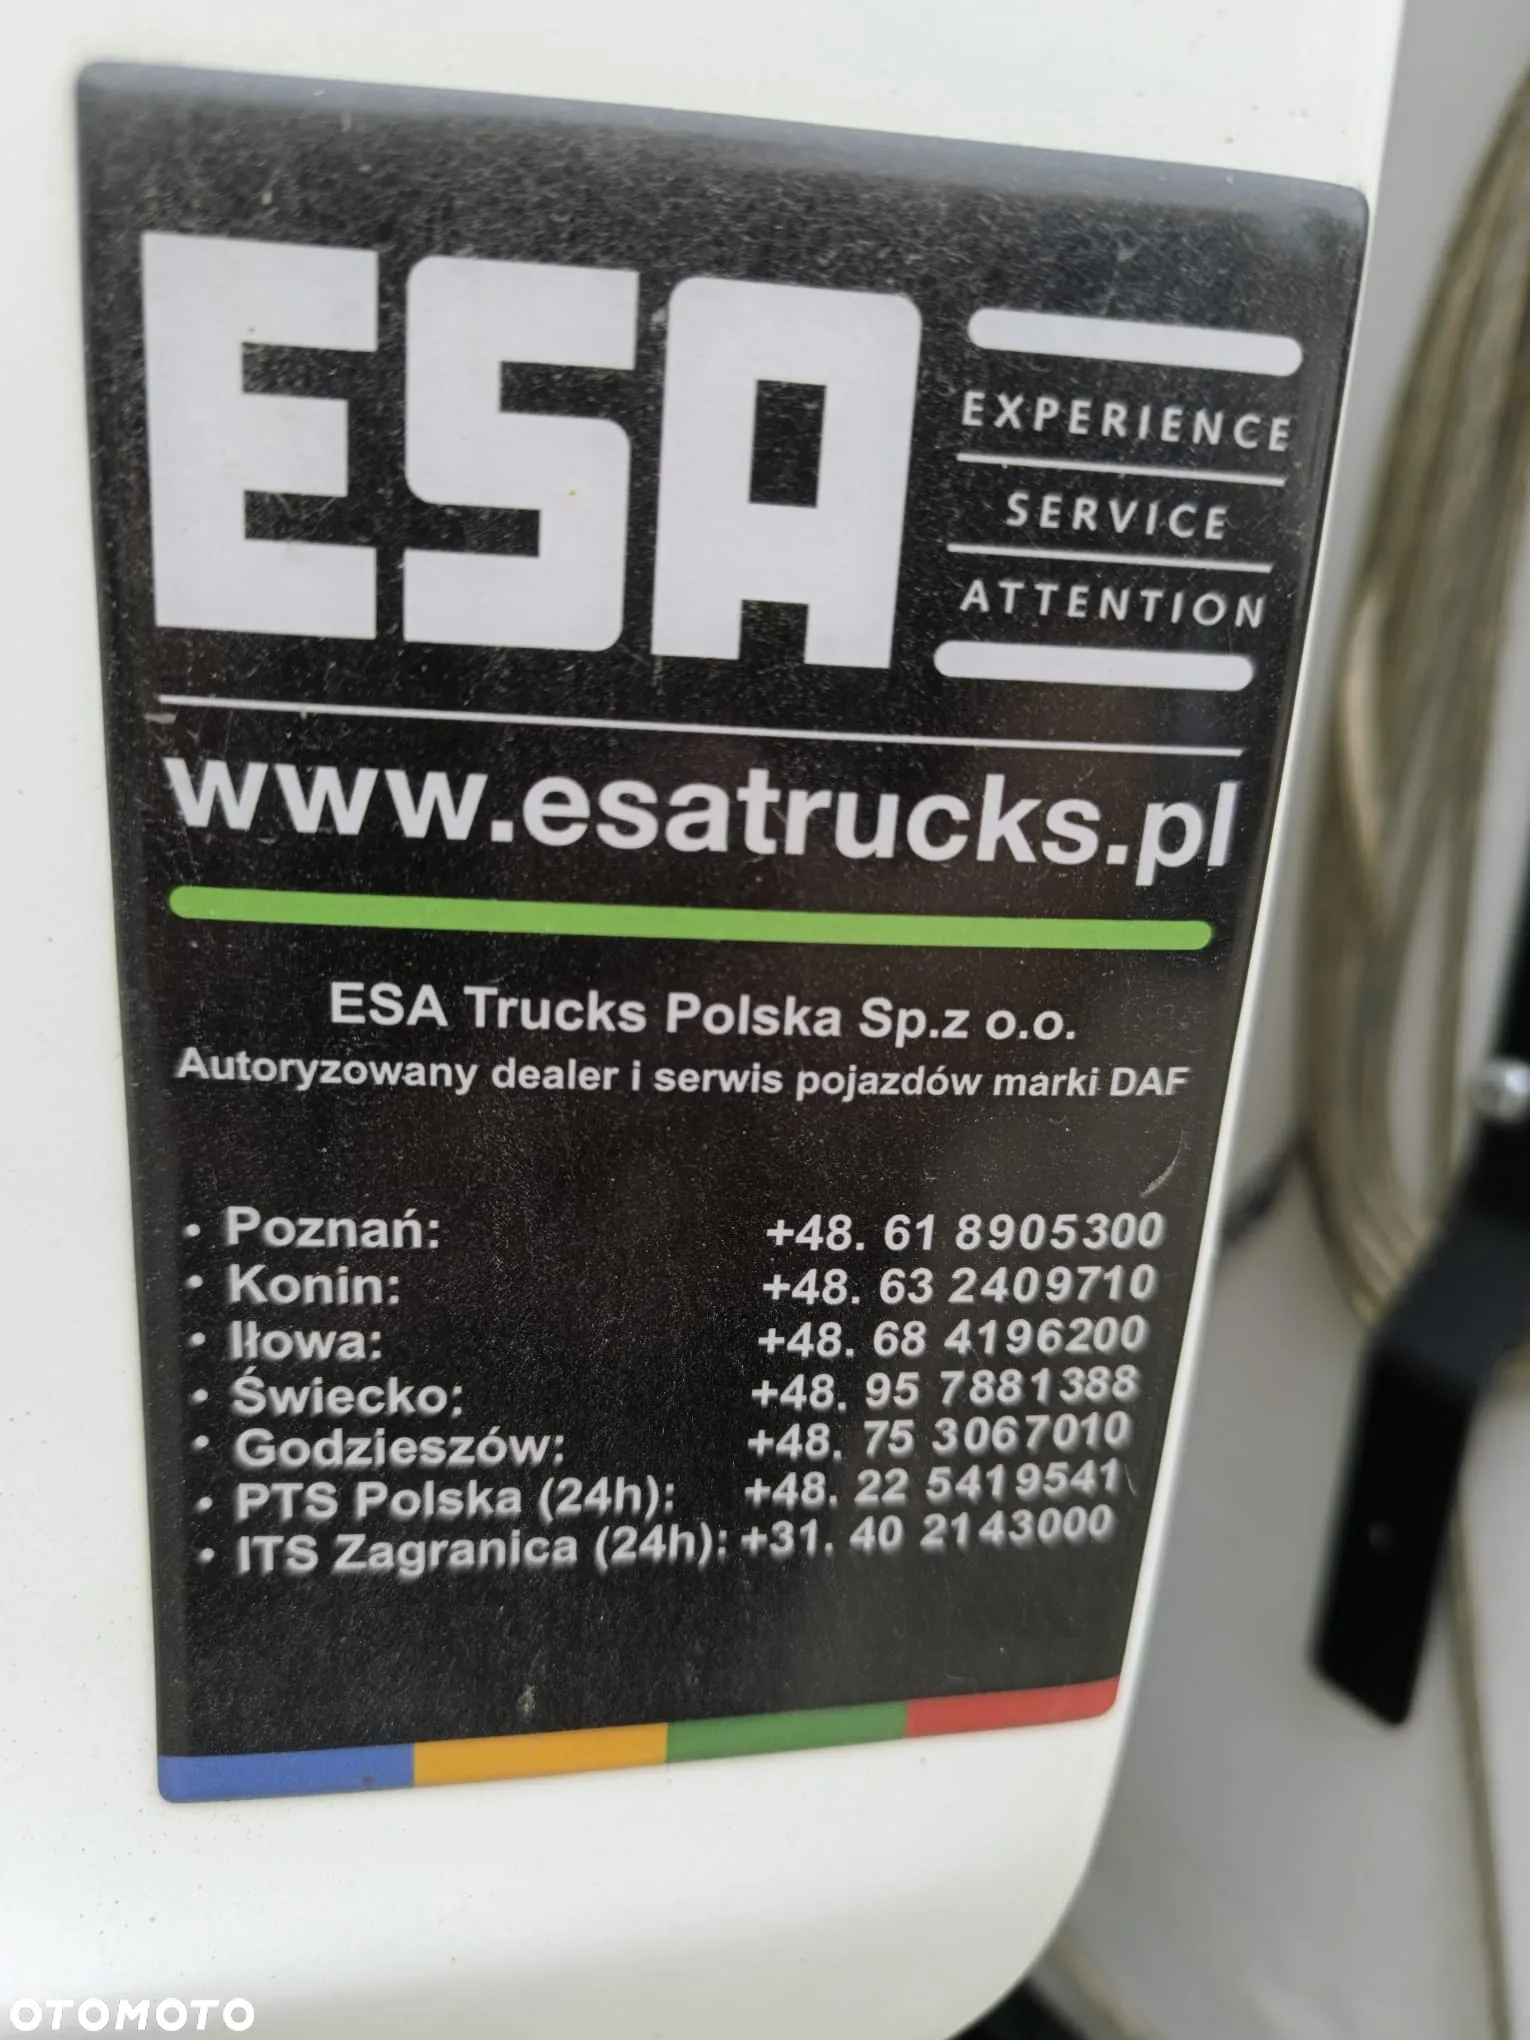 ESA
EXPERIENCE
SERVICE
ATTENTION
www.esatrucks.pl
ESA Trucks Polska Sp.z o.o.
Autoryzowany dealer i serwis pojazdów marki DAF
• Poznań: +48. 61 8905300
• Konin: +48. 63 2409710
• Iłowa: +48. 68 4196200
• Świecko: +48. 95 7881388
• Godzieszów: +48. 75 3067010
• PTS Polska (24h): +48. 22 5419541
• ITS Zagranica (24h): +31. 40 2143000
OTOMOTO